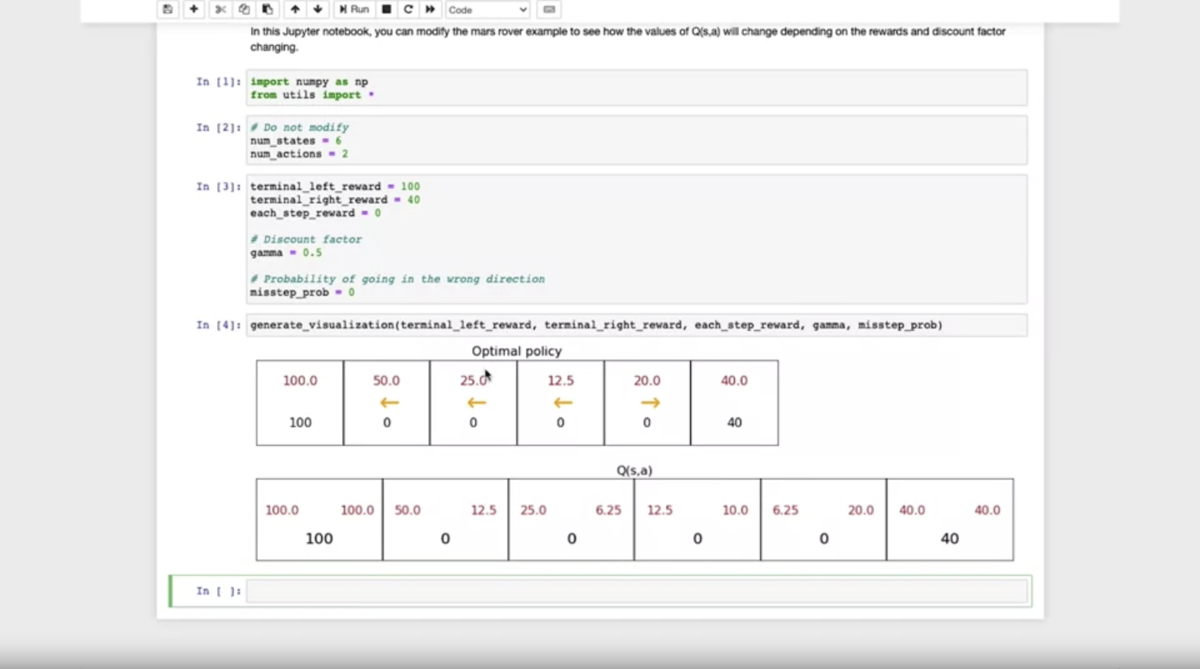 Run Code
In this Jupyter notebook, you can modify the mars rover example to see how the values of Q(s,a) will change depending on the rewards and discount factor
changing.
In [1]: import numpy as np
from utils import *
In [2]: # Do not modify
num_states = 6
num_actions = 2
In [3]: terminal_left_reward = 100
terminal_right_reward = 40
each_step_reward = 0
# Discount factor
gamma = 0.5
# Probability of going in the wrong direction
misstep_prob = 0
In [4]: generate_visualization(terminal_left_reward, terminal_right_reward, each_step_reward, gamma, misstep_prob)
Optimal policy
100.0 50.0 25.0 12.5 20.0 40.0
← ← ← →
100 0 0 0 0 40
Q(s,a)
100.0 100.0 50.0 12.5 25.0 6.25 12.5 10.0 6.25 20.0 40.0 40.0
100 0 0 0 0 40
In [ ]: